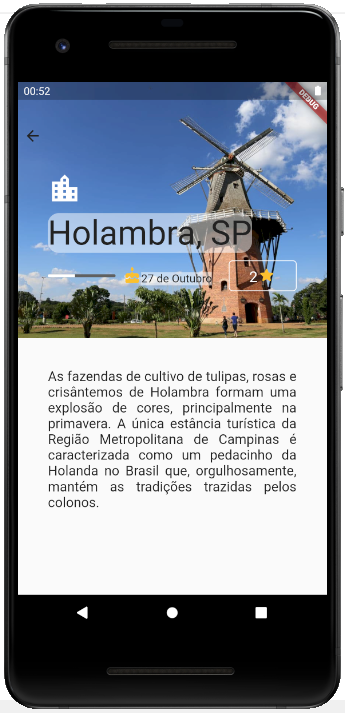 00:52
DEBUG
Holambra, SP
27 de Outubro
2
As fazendas de cultivo de tulipas, rosas e
crisântemos de Holambra formam uma
explosão de cores, principalmente na
primavera. A única estância turística da
Região Metropolitana de Campinas é
caracterizada como um pedacinho da
Holanda no Brasil que, orgulhosamente,
mantém as tradições trazidas pelos
colonos.